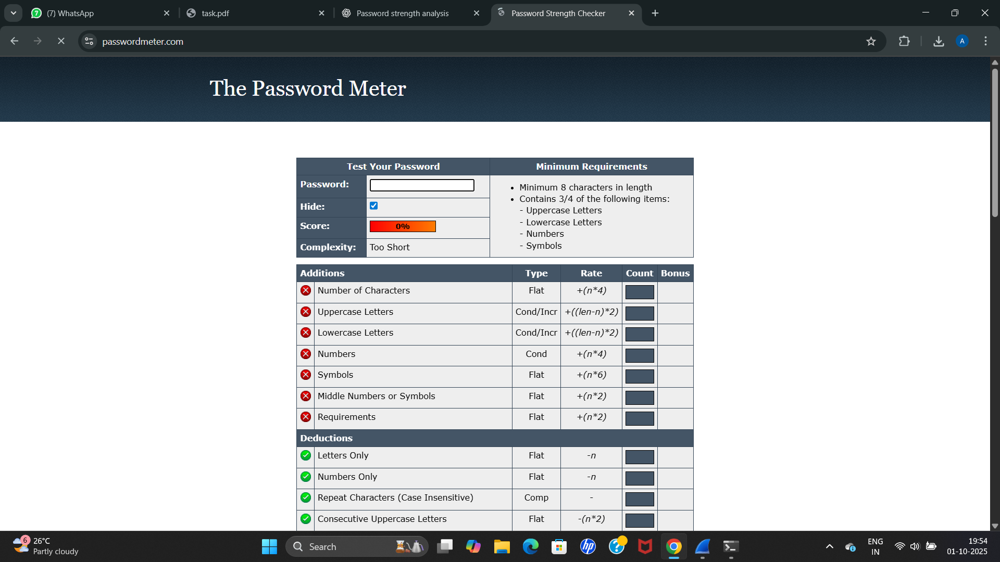 (7) WhatsApp
task.pdf
Password strength analysis
Password Strength Checker
passwordmeter.com
A
The Password Meter
Test Your Password
Minimum Requirements
Password:
Hide:
Score:
0%
Complexity:
Too Short
• Minimum 8 characters in length
• Contains 3/4 of the following items:
- Uppercase Letters
- Lowercase Letters
- Numbers
- Symbols
Additions Type Rate Count Bonus
Number of Characters Flat +(n*4)
Uppercase Letters Cond/Incr +((len-n)*2)
Lowercase Letters Cond/Incr +((len-n)*2)
Numbers Cond +(n*4)
Symbols Flat +(n*6)
Middle Numbers or Symbols Flat +(n*2)
Requirements Flat +(n*2)
Deductions
Letters Only Flat -n
Numbers Only Flat -n
Repeat Characters (Case Insensitive) Comp -
Consecutive Uppercase Letters Flat -(n*2)
6
26°C
Partly cloudy
Search
hp
ENG
IN
19:54
01-10-2025